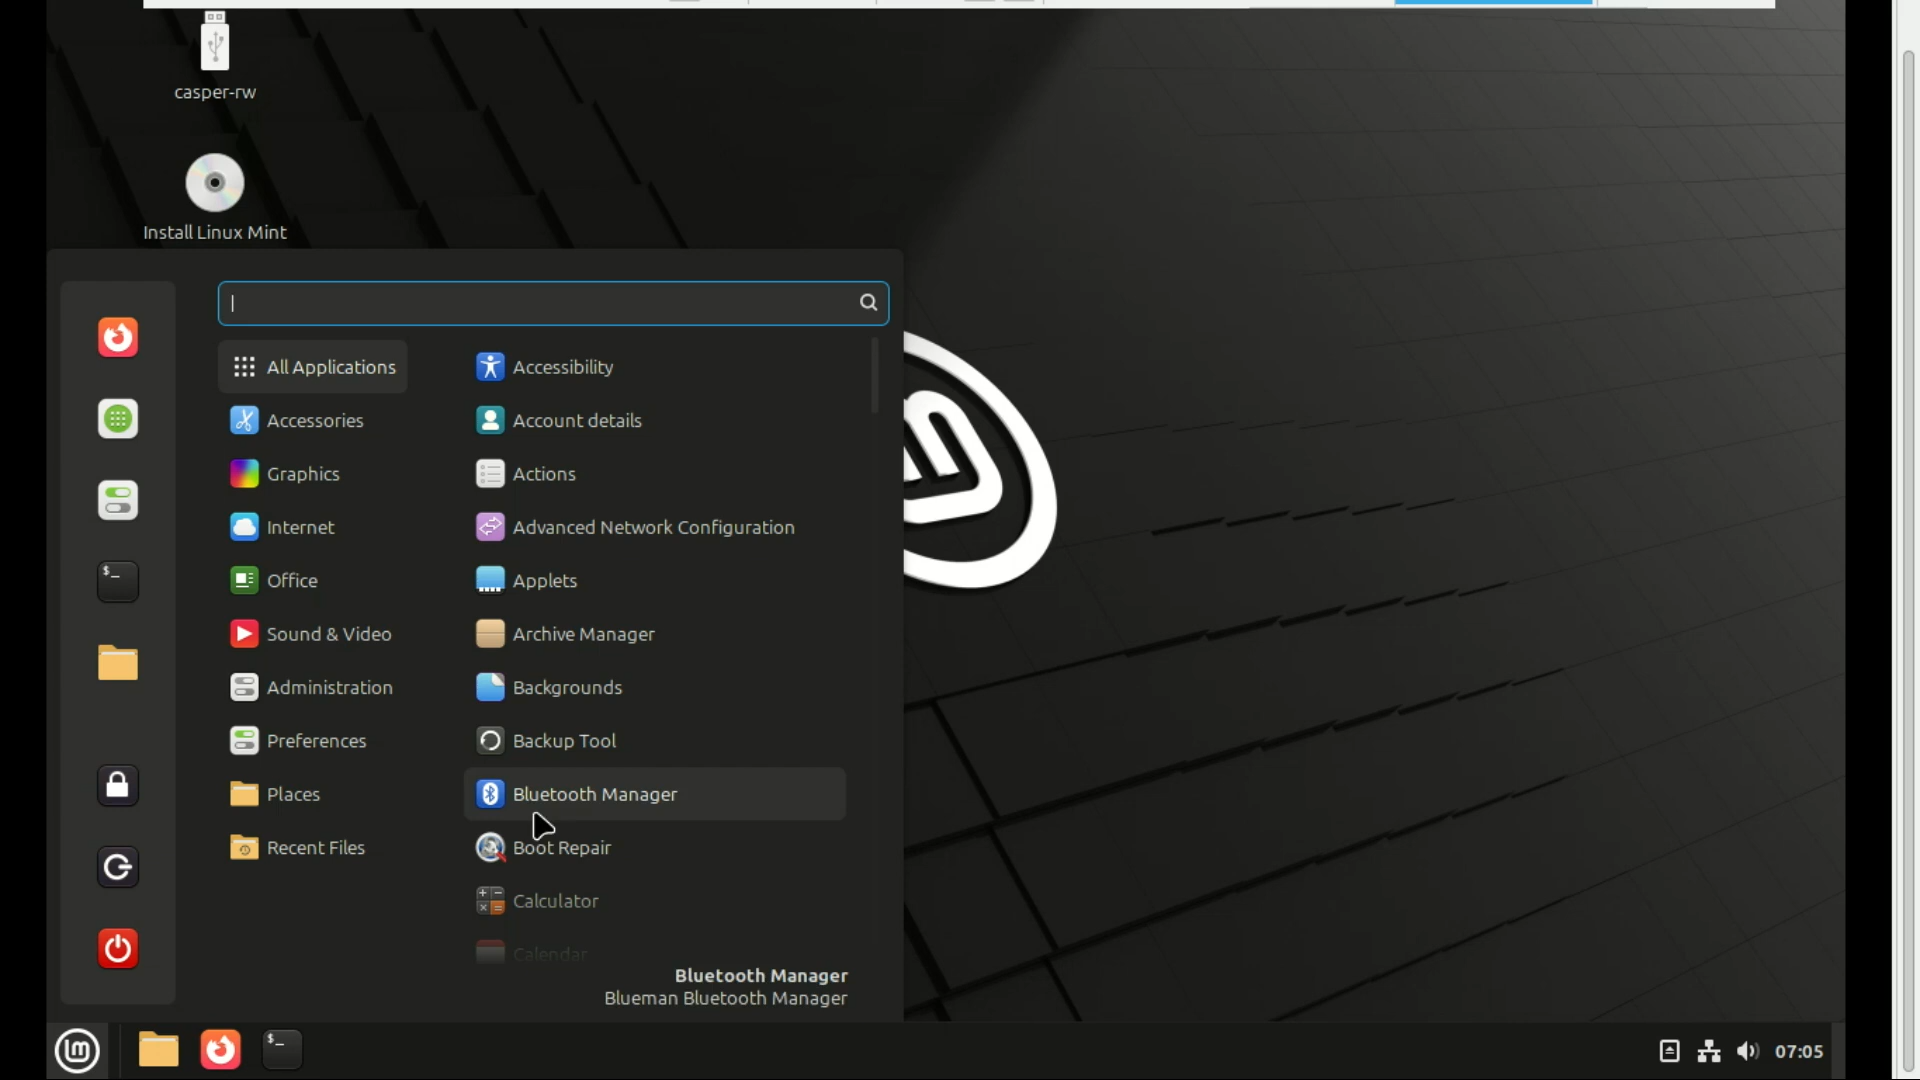 casper-rw
Install Linux Mint
All Applications
Accessories
Graphics
Internet
Office
Sound & Video
Administration
Preferences
Places
Recent Files
Accessibility
Account details
Actions
Advanced Network Configuration
Applets
Archive Manager
Backgrounds
Backup Tool
Bluetooth Manager
Boot Repair
Calculator
Calendar
Bluetooth Manager
Blueman Bluetooth Manager
07:05